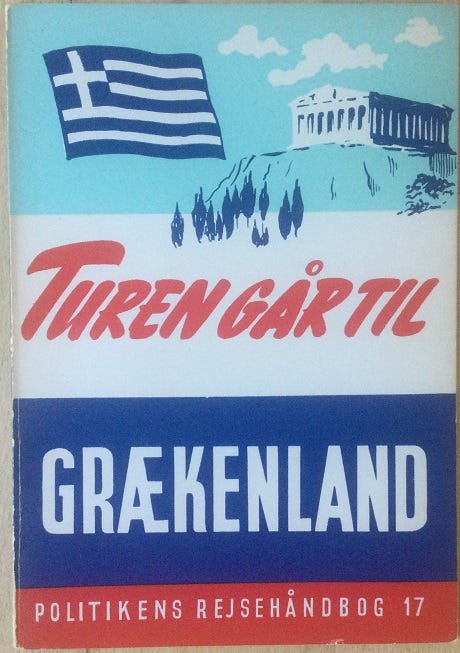 TUREN GÅR TIL
GRÆKENLAND
POLITIKENS REJSEHÅNDBOG 17